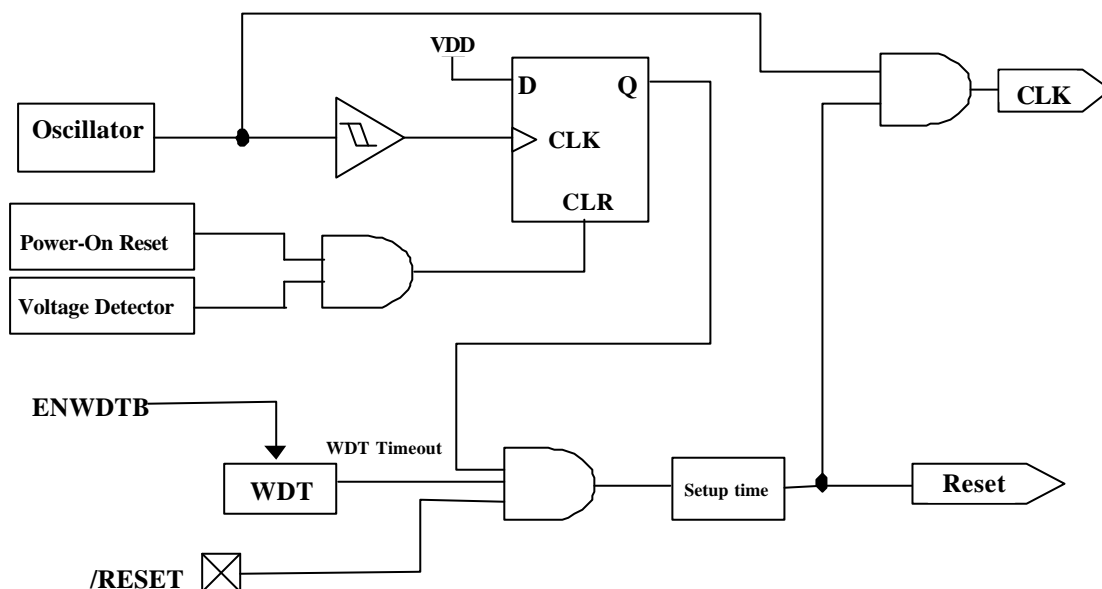 VDD
D
Q
CLK
Oscillator
CLK
CLR
Power-On Reset
Voltage Detector
ENWDTB
WDT Timeout
WDT
Setup time
Reset
/RESET